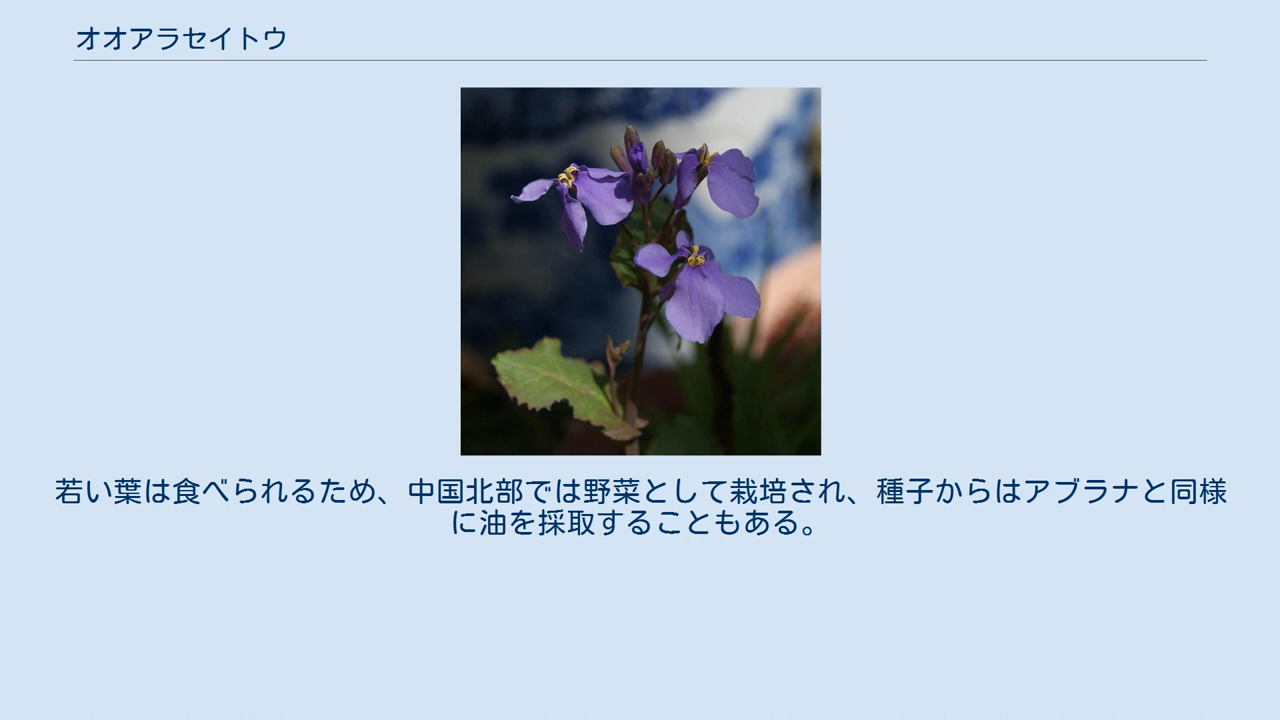 オオアラセイトウ
若い葉は食べられるため、中国北部では野菜として栽培され、種子からはアブラナと同様
に油を採取することもある。